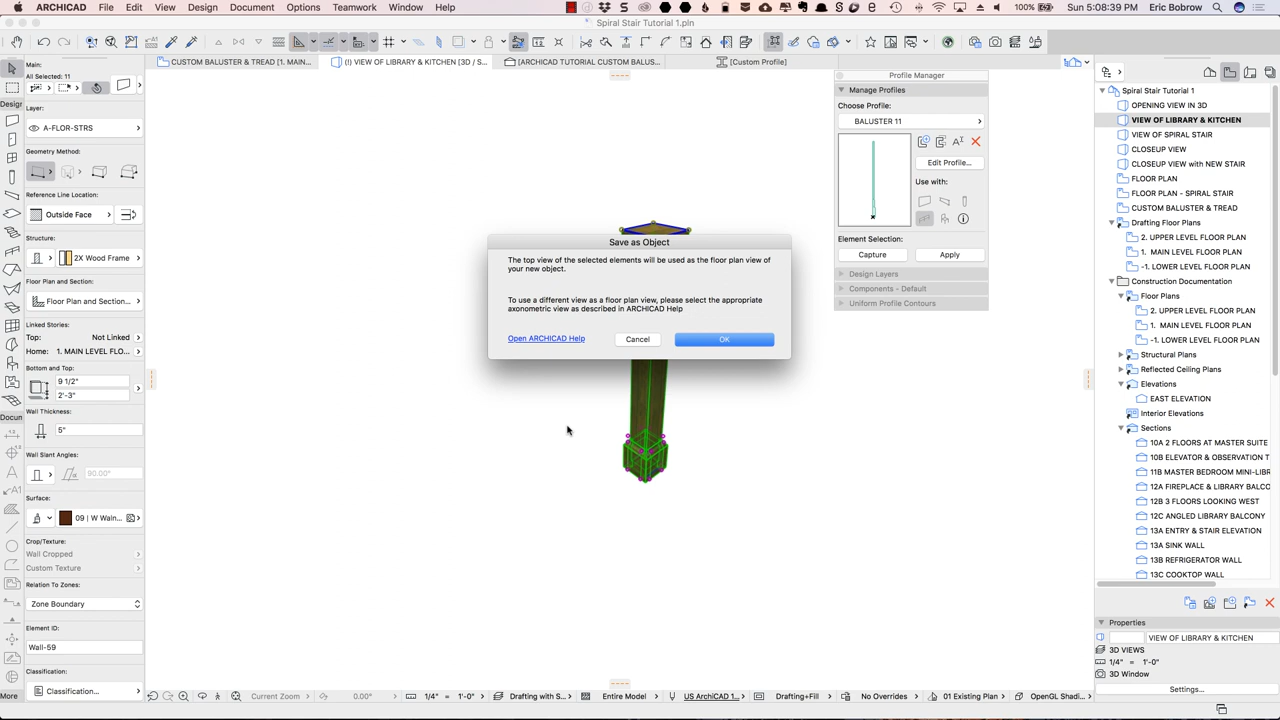 ARCHICAD File Edit View Design Document Options Teamwork Window Help
100% Sun 5:08:39 PM Eric Bobrow
Spiral Stair Tutorial 1.pln
Main:
All Selected: 11
Layer:
A-FLOR-STRS
Geometry Method:
Reference Line Location:
Outside Face
Structure:
2X Wood Frame
Floor Plan and Section:
Floor Plan and Section...
Linked Stories:
Top: Not Linked
Home: 1. MAIN LEVEL FLO...
Bottom and Top:
9 1/2"
2'-3"
Wall Thickness:
5"
Wall Slant Angles:
90.00°
Surface:
09 | W Wain...
Crop/Texture:
Wall Cropped
Custom Texture
Relation To Zones:
Zone Boundary
Element ID:
Wall-59
Classification:
Classification...
Design
Docum
More
CUSTOM BALUSTER & TREAD [1. MAIN...
(!) VIEW OF LIBRARY & KITCHEN [3D / S...
[ARCHICAD TUTORIAL CUSTOM BALUS...
[Custom Profile]
Profile Manager
Manage Profiles
Choose Profile:
BALUSTER 11
Edit Profile...
Use with:
Element Selection:
Capture Apply
Design Layers
Components - Default
Uniform Profile Controls
Save as Object
The top view of the selected elements will be used as the floor plan view of
your new object.
To use a different view as a floor plan view, please select the appropriate
axonometric view as described in ARCHICAD Help
Open ARCHICAD Help Cancel OK
Spiral Stair Tutorial 1
OPENING VIEW IN 3D
VIEW OF LIBRARY & KITCHEN
VIEW OF SPIRAL STAIR
CLOSEUP VIEW
CLOSEUP VIEW with NEW STAIR
FLOOR PLAN
FLOOR PLAN - SPIRAL STAIR
CUSTOM BALUSTER & TREAD
Drafting Floor Plans
2. UPPER LEVEL FLOOR PLAN
1. MAIN LEVEL FLOOR PLAN
-1. LOWER LEVEL FLOOR PLAN
Construction Documentation
Floor Plans
2. UPPER LEVEL FLOOR PLAN
1. MAIN LEVEL FLOOR PLAN
-1. LOWER LEVEL FLOOR PLAN
Structural Plans
Reflected Ceiling Plans
Elevations
EAST ELEVATION
Interior Elevations
Sections
10A 2 FLOORS AT MASTER SUITE
10B ELEVATOR & OBSERVATION T
11B MASTER BEDROOM MINI-LIBR
12A FIREPLACE & LIBRARY BALCO
12B 3 FLOORS LOOKING WEST
12C ANGLED LIBRARY BALCONY
13A ENTRY & STAIR ELEVATION
13A SINK WALL
13B REFRIGERATOR WALL
13C COOKTOP WALL
Properties
VIEW OF LIBRARY & KITCHEN
3D VIEWS
1/4" = 1'-0"
3D Window
Settings...
Current Zoom 0.00° 1/4" = 1'-0" Drafting with S... Entire Model US ArchiCAD 1... Drafting+Fill No Overrides 01 Existing Plan OpenGL Shadi...